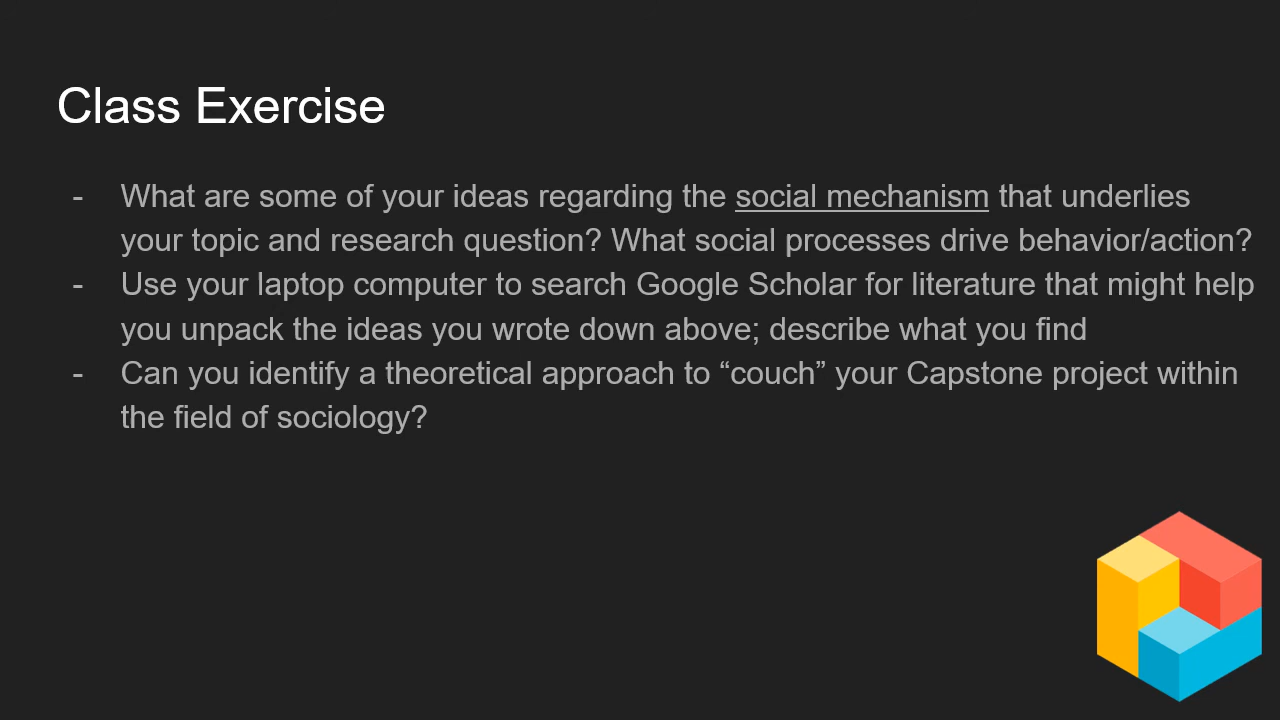 Class Exercise
- What are some of your ideas regarding the social mechanism that underlies
your topic and research question? What social processes drive behavior/action?
- Use your laptop computer to search Google Scholar for literature that might help
you unpack the ideas you wrote down above; describe what you find
- Can you identify a theoretical approach to “couch” your Capstone project within
the field of sociology?